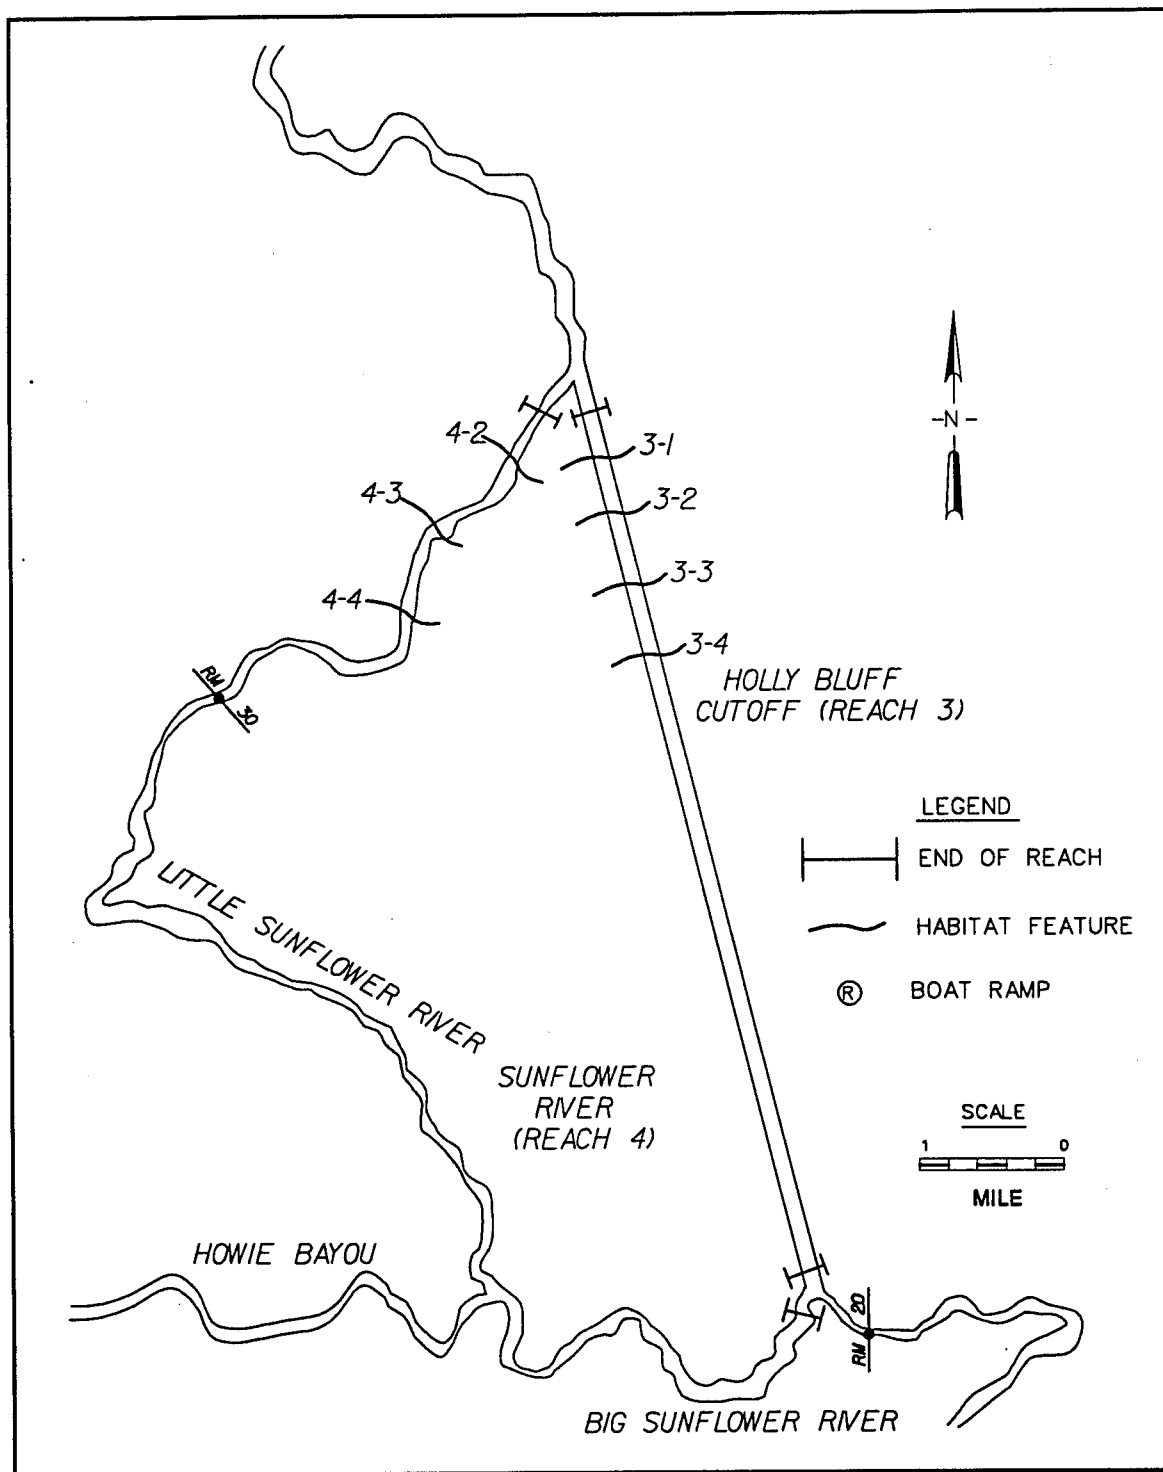 4-2
3-1
4-3
3-2
4-4
3-3
3-4
-N-
RM 30
HOLLY BLUFF
CUTOFF (REACH 3)
LEGEND
END OF REACH
HABITAT FEATURE
Ⓡ BOAT RAMP
LITTLE SUNFLOWER RIVER
SUNFLOWER
RIVER
(REACH 4)
SCALE
1 0
MILE
HOWIE BAYOU
RM 20
BIG SUNFLOWER RIVER